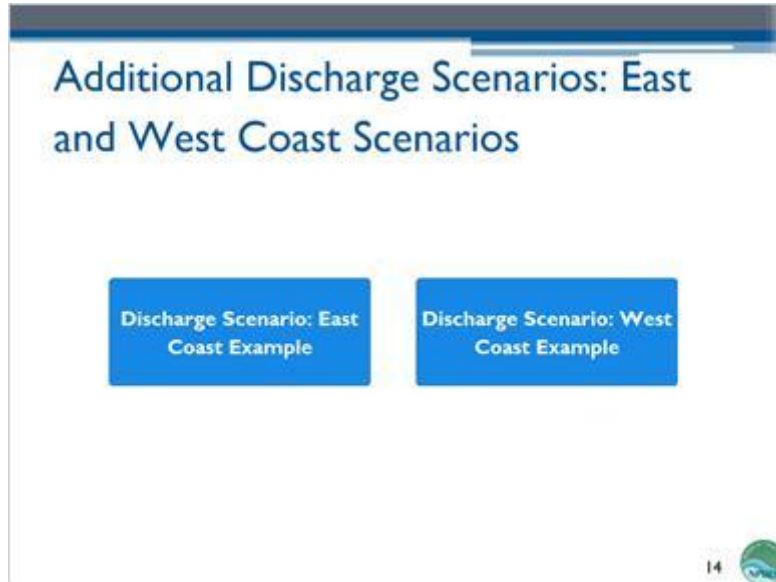 Additional Discharge Scenarios: East
and West Coast Scenarios
Discharge Scenario: East
Coast Example
Discharge Scenario: West
Coast Example
14